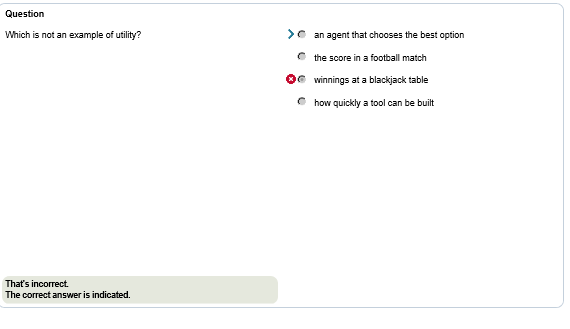 Question
Which is not an example of utility?
an agent that chooses the best option
the score in a football match
winnings at a blackjack table
how quickly a tool can be built
That's incorrect.
The correct answer is indicated.